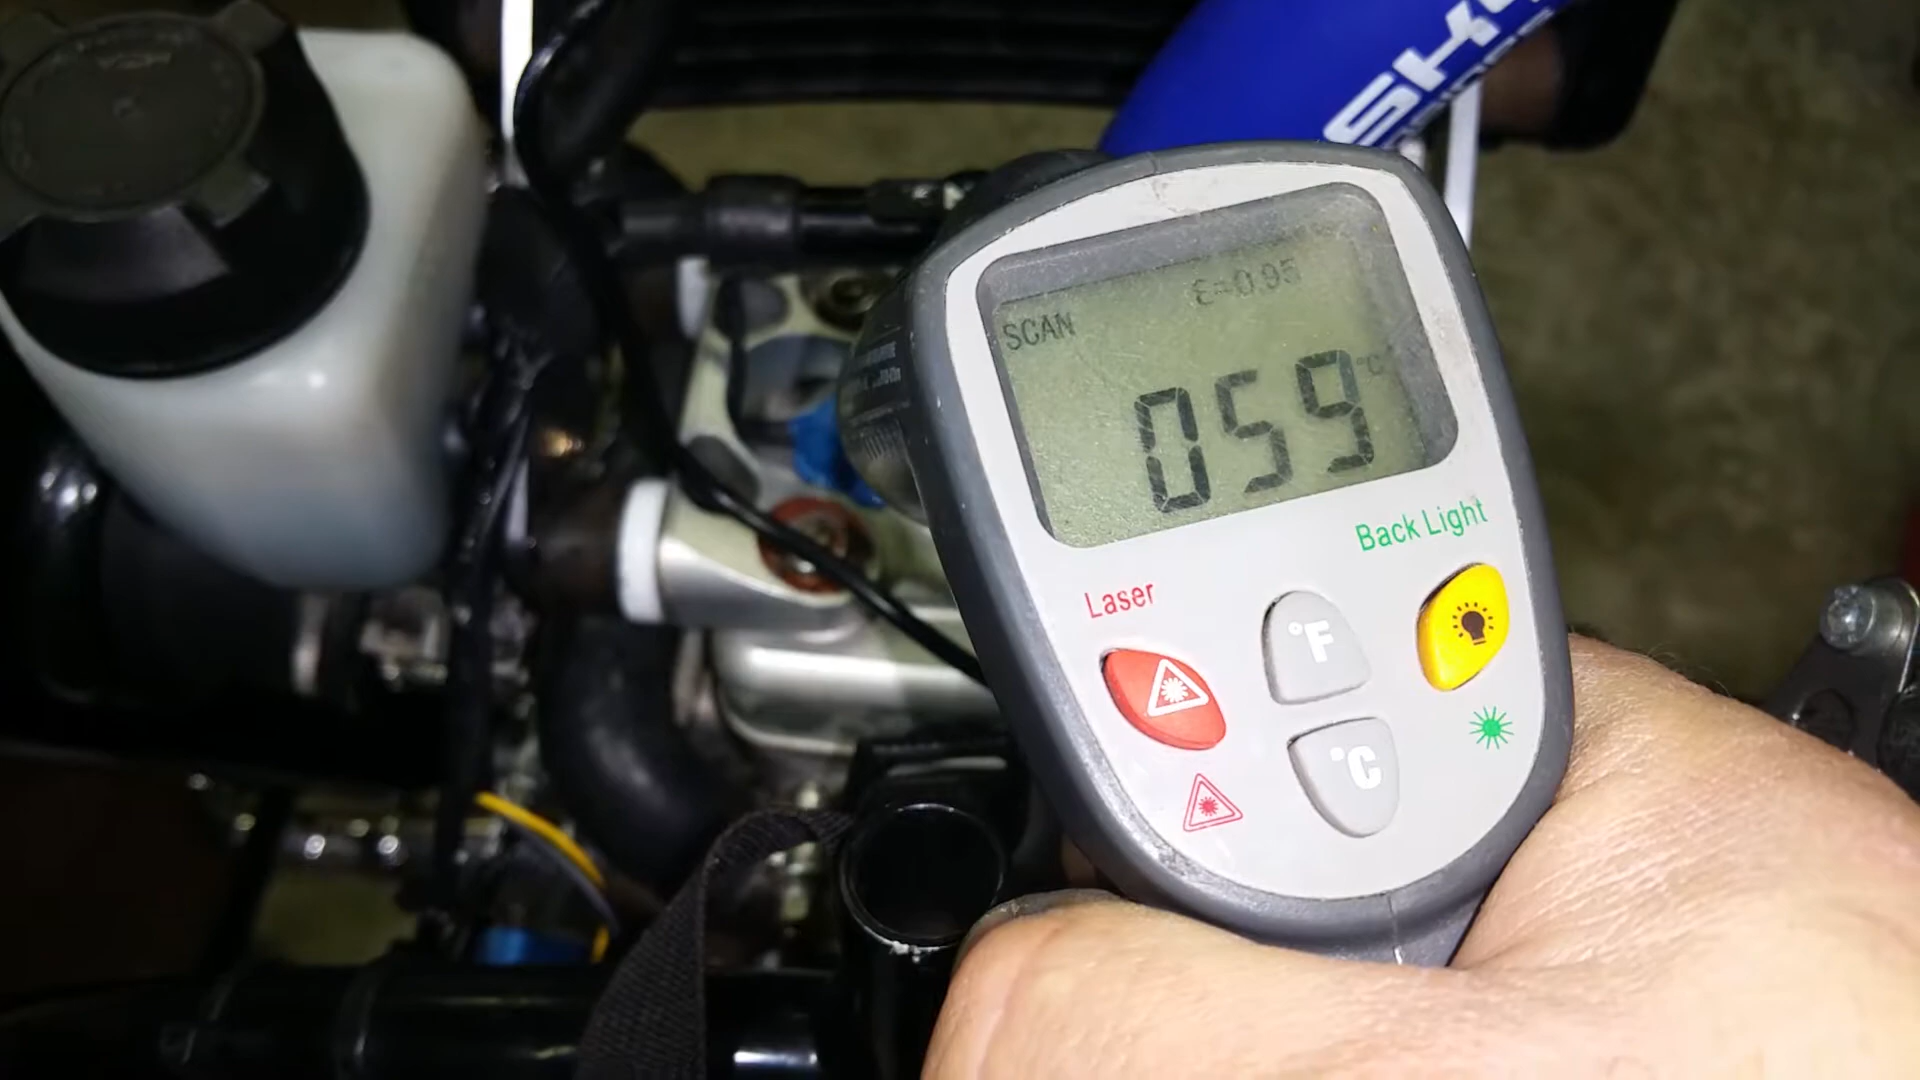 ε=0.95
SCAN
059 °C
Back Light
Laser
°F
°C